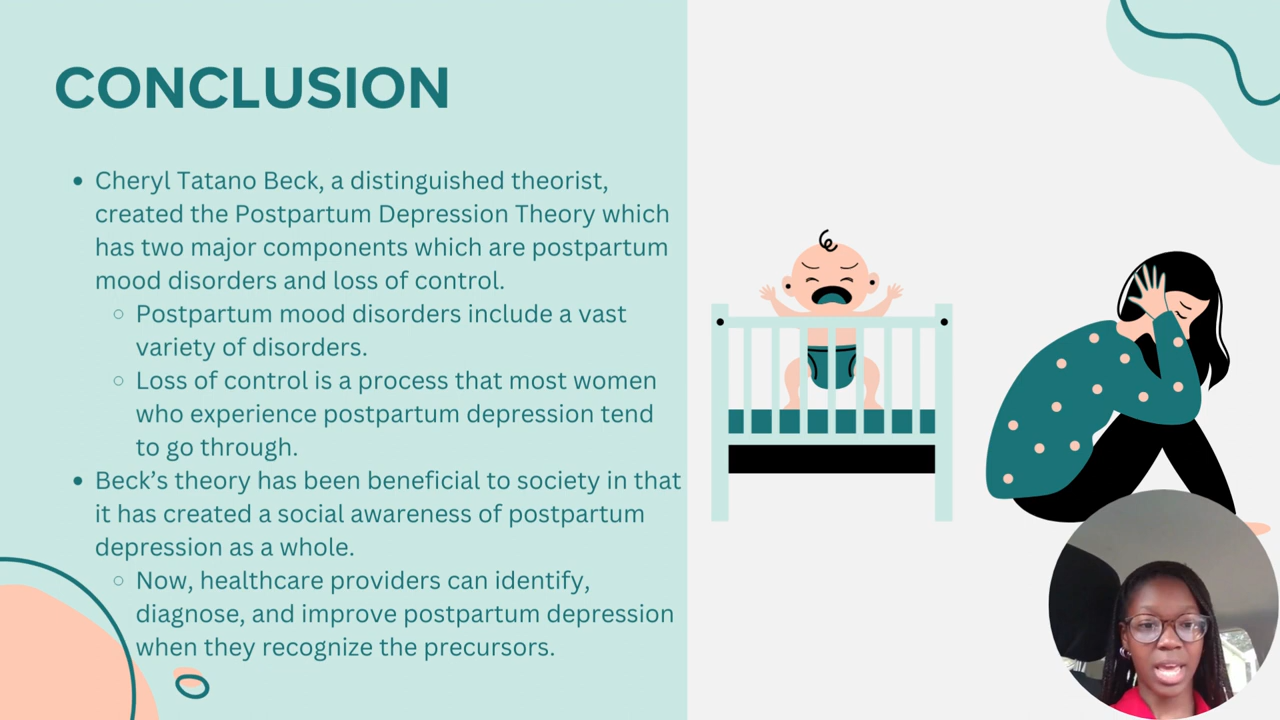 CONCLUSION
Cheryl Tatano Beck, a distinguished theorist,
created the Postpartum Depression Theory which
has two major components which are postpartum
mood disorders and loss of control.
Postpartum mood disorders include a vast
variety of disorders.
Loss of control is a process that most women
who experience postpartum depression tend
to go through.
Beck’s theory has been beneficial to society in that
it has created a social awareness of postpartum
depression as a whole.
Now, healthcare providers can identify,
diagnose, and improve postpartum depression
when they recognize the precursors.